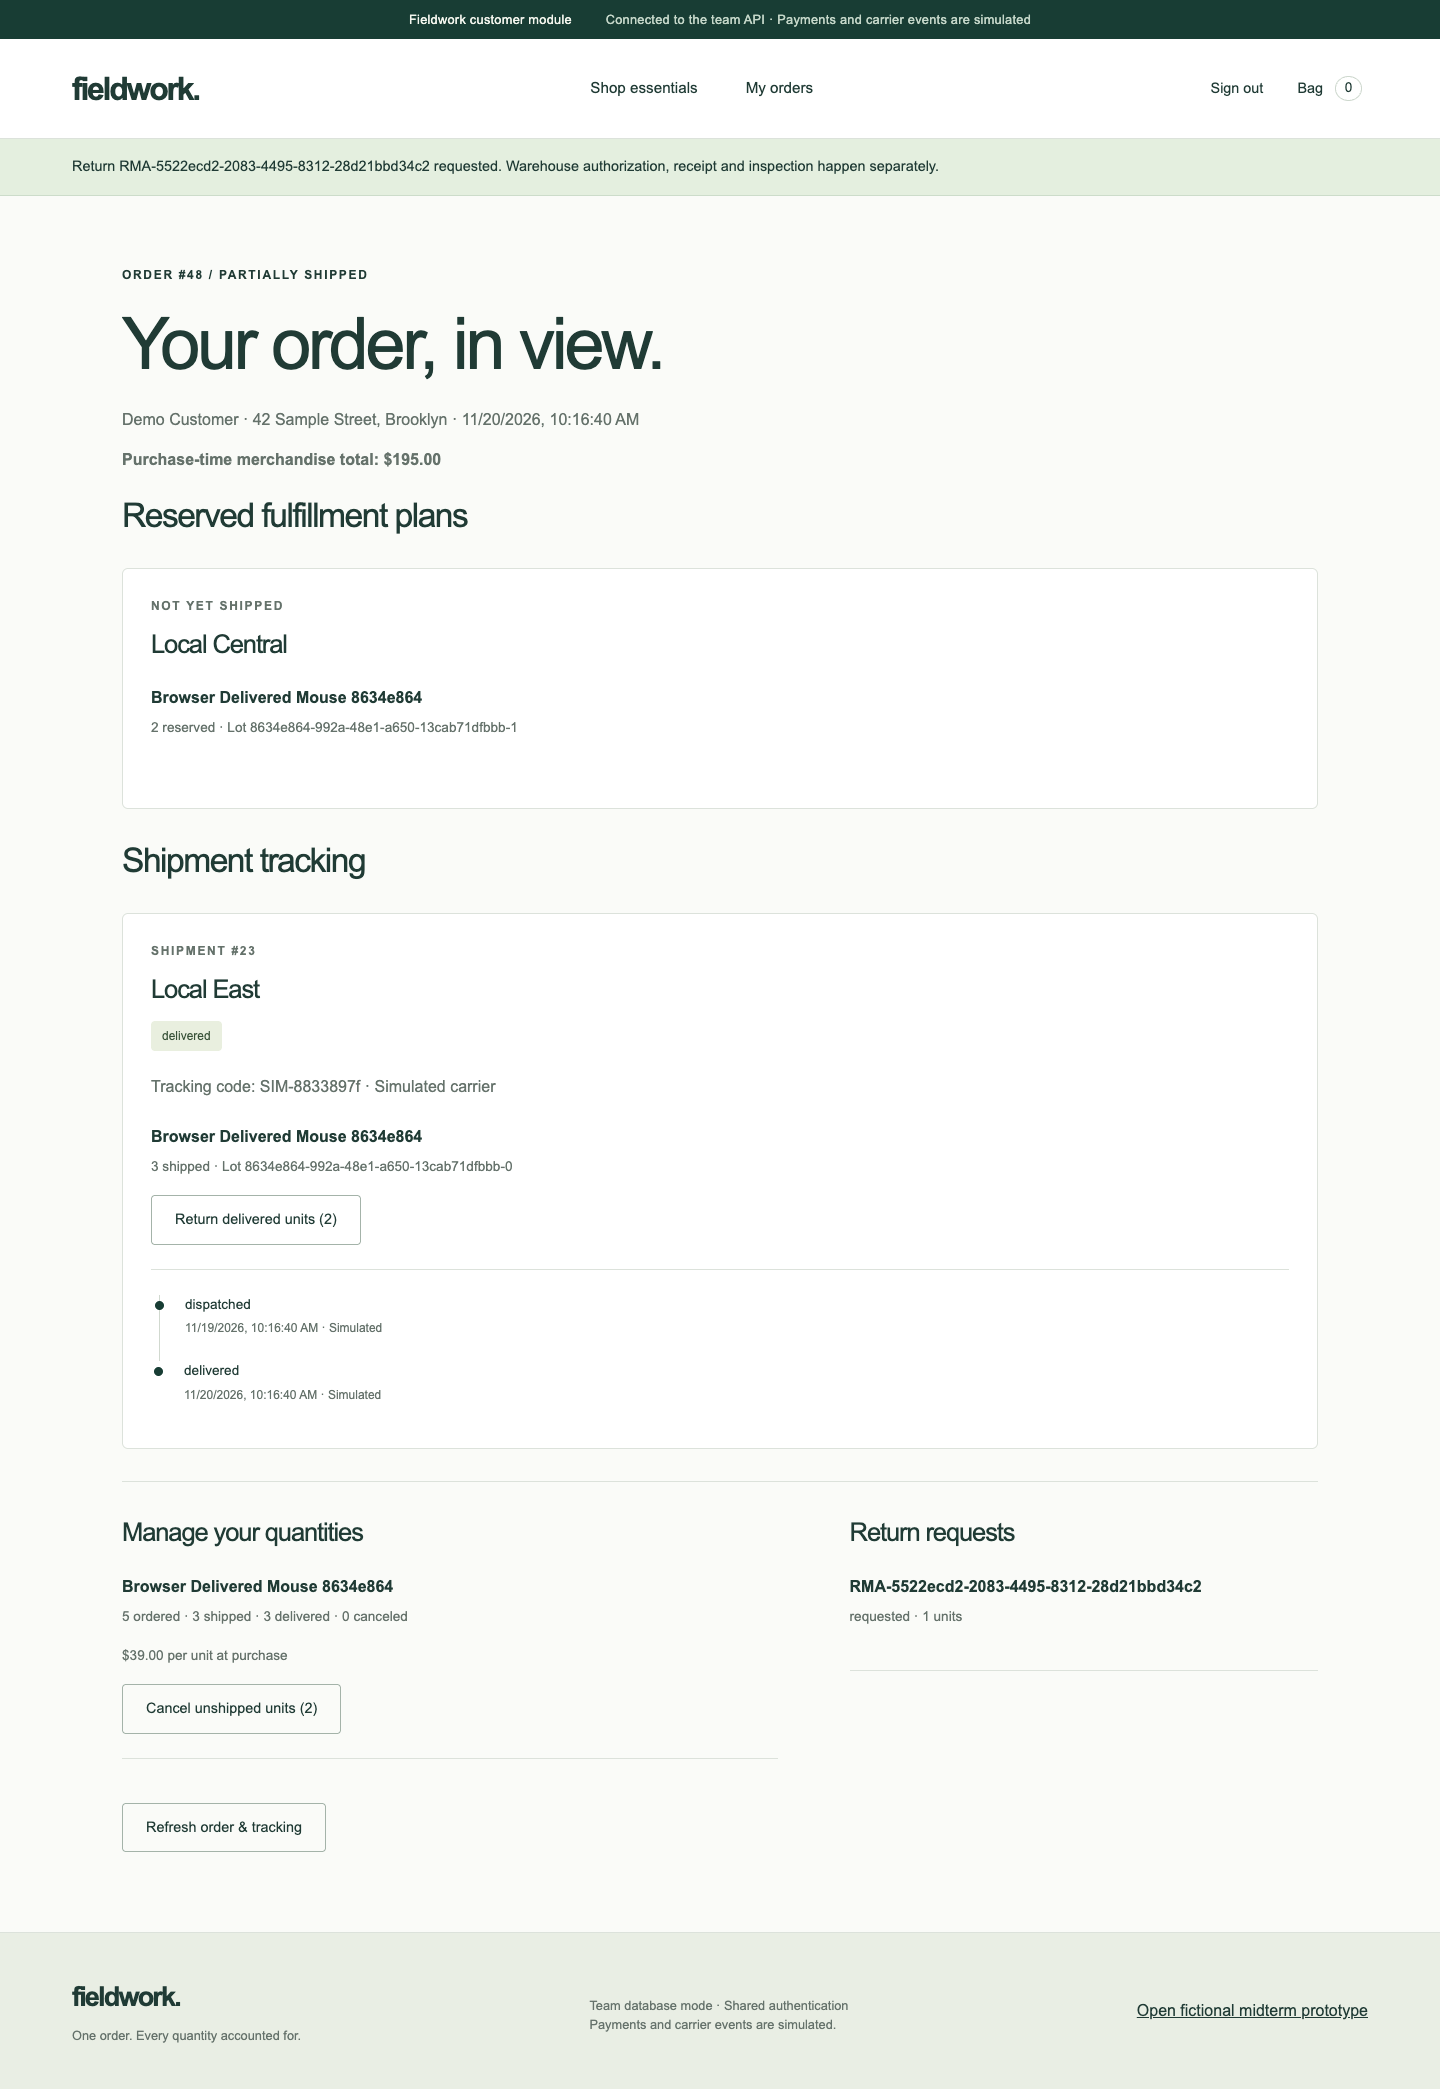 Fieldwork customer module Connected to the team API · Payments and carrier events are simulated
fieldwork. Shop essentials My orders Sign out Bag 0
Return RMA-5522ecd2-2083-4495-8312-28d21bbd34c2 requested. Warehouse authorization, receipt and inspection happen separately.
ORDER #48 / PARTIALLY SHIPPED
Your order, in view.
Demo Customer · 42 Sample Street, Brooklyn · 11/20/2026, 10:16:40 AM
Purchase-time merchandise total: $195.00
Reserved fulfillment plans
NOT YET SHIPPED
Local Central
Browser Delivered Mouse 8634e864
2 reserved · Lot 8634e864-992a-48e1-a650-13cab71dfbbb-1
Shipment tracking
SHIPMENT #23
Local East
delivered
Tracking code: SIM-8833897f · Simulated carrier
Browser Delivered Mouse 8634e864
3 shipped · Lot 8634e864-992a-48e1-a650-13cab71dfbbb-0
Return delivered units (2)
dispatched
11/19/2026, 10:16:40 AM · Simulated
delivered
11/20/2026, 10:16:40 AM · Simulated
Manage your quantities
Browser Delivered Mouse 8634e864
5 ordered · 3 shipped · 3 delivered · 0 canceled
$39.00 per unit at purchase
Cancel unshipped units (2)
Refresh order & tracking
Return requests
RMA-5522ecd2-2083-4495-8312-28d21bbd34c2
requested · 1 units
fieldwork.
One order. Every quantity accounted for.
Team database mode · Shared authentication
Payments and carrier events are simulated.
Open fictional midterm prototype